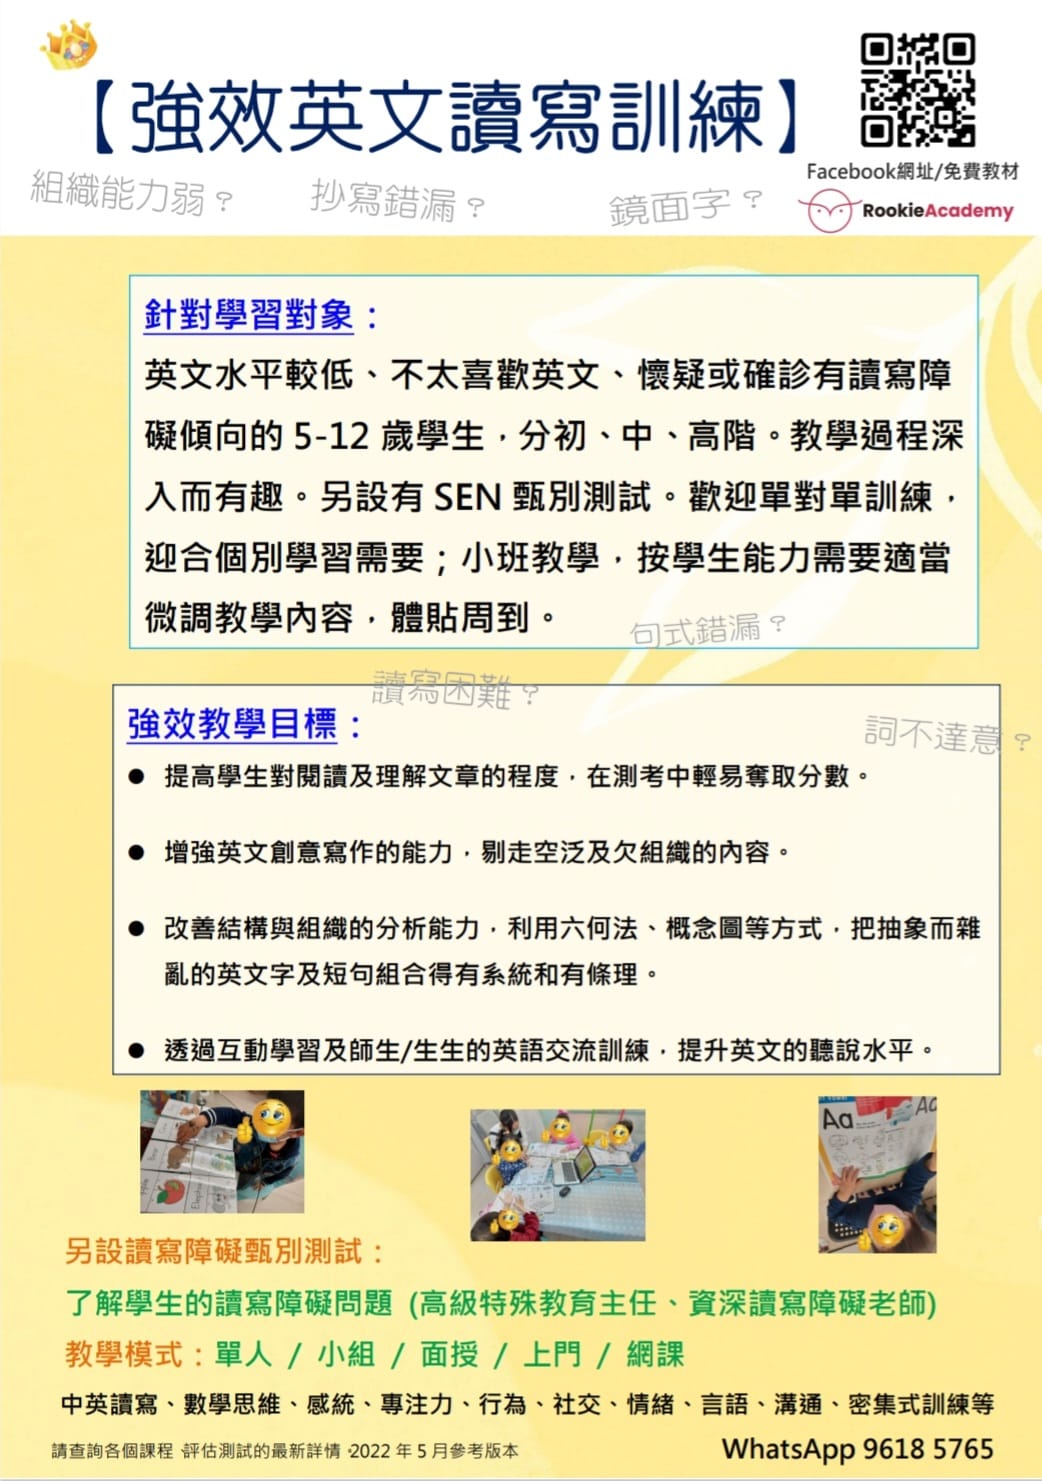 【強效英文讀寫訓練】
Facebook網址/免費教材
RookieAcademy
組織能力弱？
抄寫錯漏？
鏡面字？
針對學習對象：
英文水平較低、不太喜歡英文、懷疑或確診有讀寫障
礙傾向的 5-12 歲學生，分初、中、高階。教學過程深
入而有趣。另設有 SEN 甄別測試。歡迎單對單訓練，
迎合個別學習需要；小班教學，按學生能力需要適當
微調教學內容，體貼周到。
句式錯漏？
讀寫困難？
強效教學目標：
詞不達意？
● 提高學生對閱讀及理解文章的程度，在測考中輕易奪取分數。
● 增強英文創意寫作的能力，剔走空泛及欠組織的內容。
● 改善結構與組織的分析能力，利用六何法、概念圖等方式，把抽象而雜
亂的英文字及短句組合得有系統和有條理。
● 透過互動學習及師生/生生的英語交流訓練，提升英文的聽說水平。
Aa
另設讀寫障礙甄別測試：
了解學生的讀寫障礙問題 (高級特殊教育主任、資深讀寫障礙老師)
教學模式：單人 / 小組 / 面授 / 上門 / 網課
中英讀寫、數學思維、感統、專注力、行為、社交、情緒、言語、溝通、密集式訓練等
請查詢各個課程，評估測試的最新詳情。2022 年 5 月參考版本
WhatsApp 9618 5765